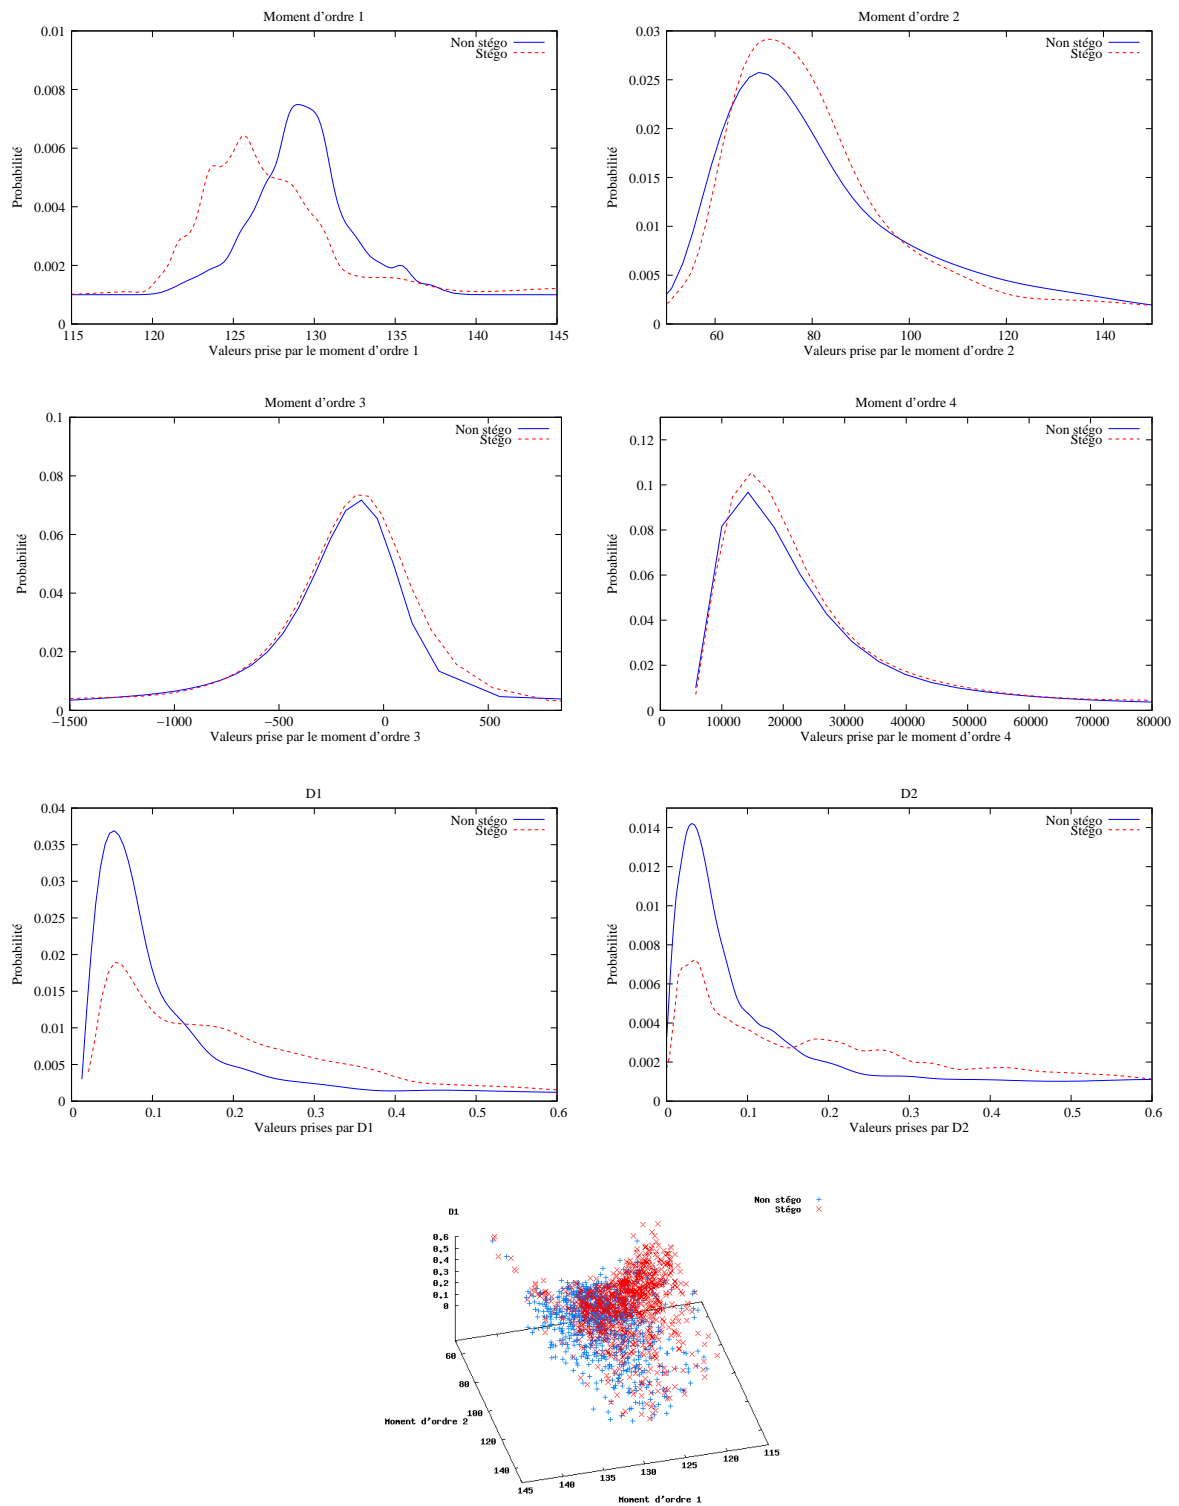 Moment d'ordre 1
Probabilité
0.01
0.008
0.006
0.004
0.002
0
115
120
125
130
135
140
145
Valeurs prise par le moment d'ordre 1
Non stégo
Stégo
Moment d'ordre 2
Probabilité
0.03
0.025
0.02
0.015
0.01
0.005
0
60
80
100
120
140
Valeurs prise par le moment d'ordre 2
Non stégo
Stégo
Moment d'ordre 3
Probabilité
0.1
0.08
0.06
0.04
0.02
0
−1500
−1000
−500
0
500
Valeurs prise par le moment d'ordre 3
Non stégo
Stégo
Moment d'ordre 4
Probabilité
0.12
0.1
0.08
0.06
0.04
0.02
0
0
10000
20000
30000
40000
50000
60000
70000
80000
Valeurs prise par le moment d'ordre 4
Non stégo
Stégo
D1
Probabilité
0.04
0.035
0.03
0.025
0.02
0.015
0.01
0.005
0
0
0.1
0.2
0.3
0.4
0.5
0.6
Valeurs prises par D1
Non stégo
Stégo
D2
Probabilité
0.014
0.012
0.01
0.008
0.006
0.004
0.002
0
0
0.1
0.2
0.3
0.4
0.5
0.6
Valeurs prises par D2
Non stégo
Stégo
Non stégo
Stégo
D1
0.6
0.5
0.4
0.3
0.2
0.1
0
60
80
100
120
140
Moment d'ordre 2
145
140
135
130
125
120
115
Moment d'ordre 1